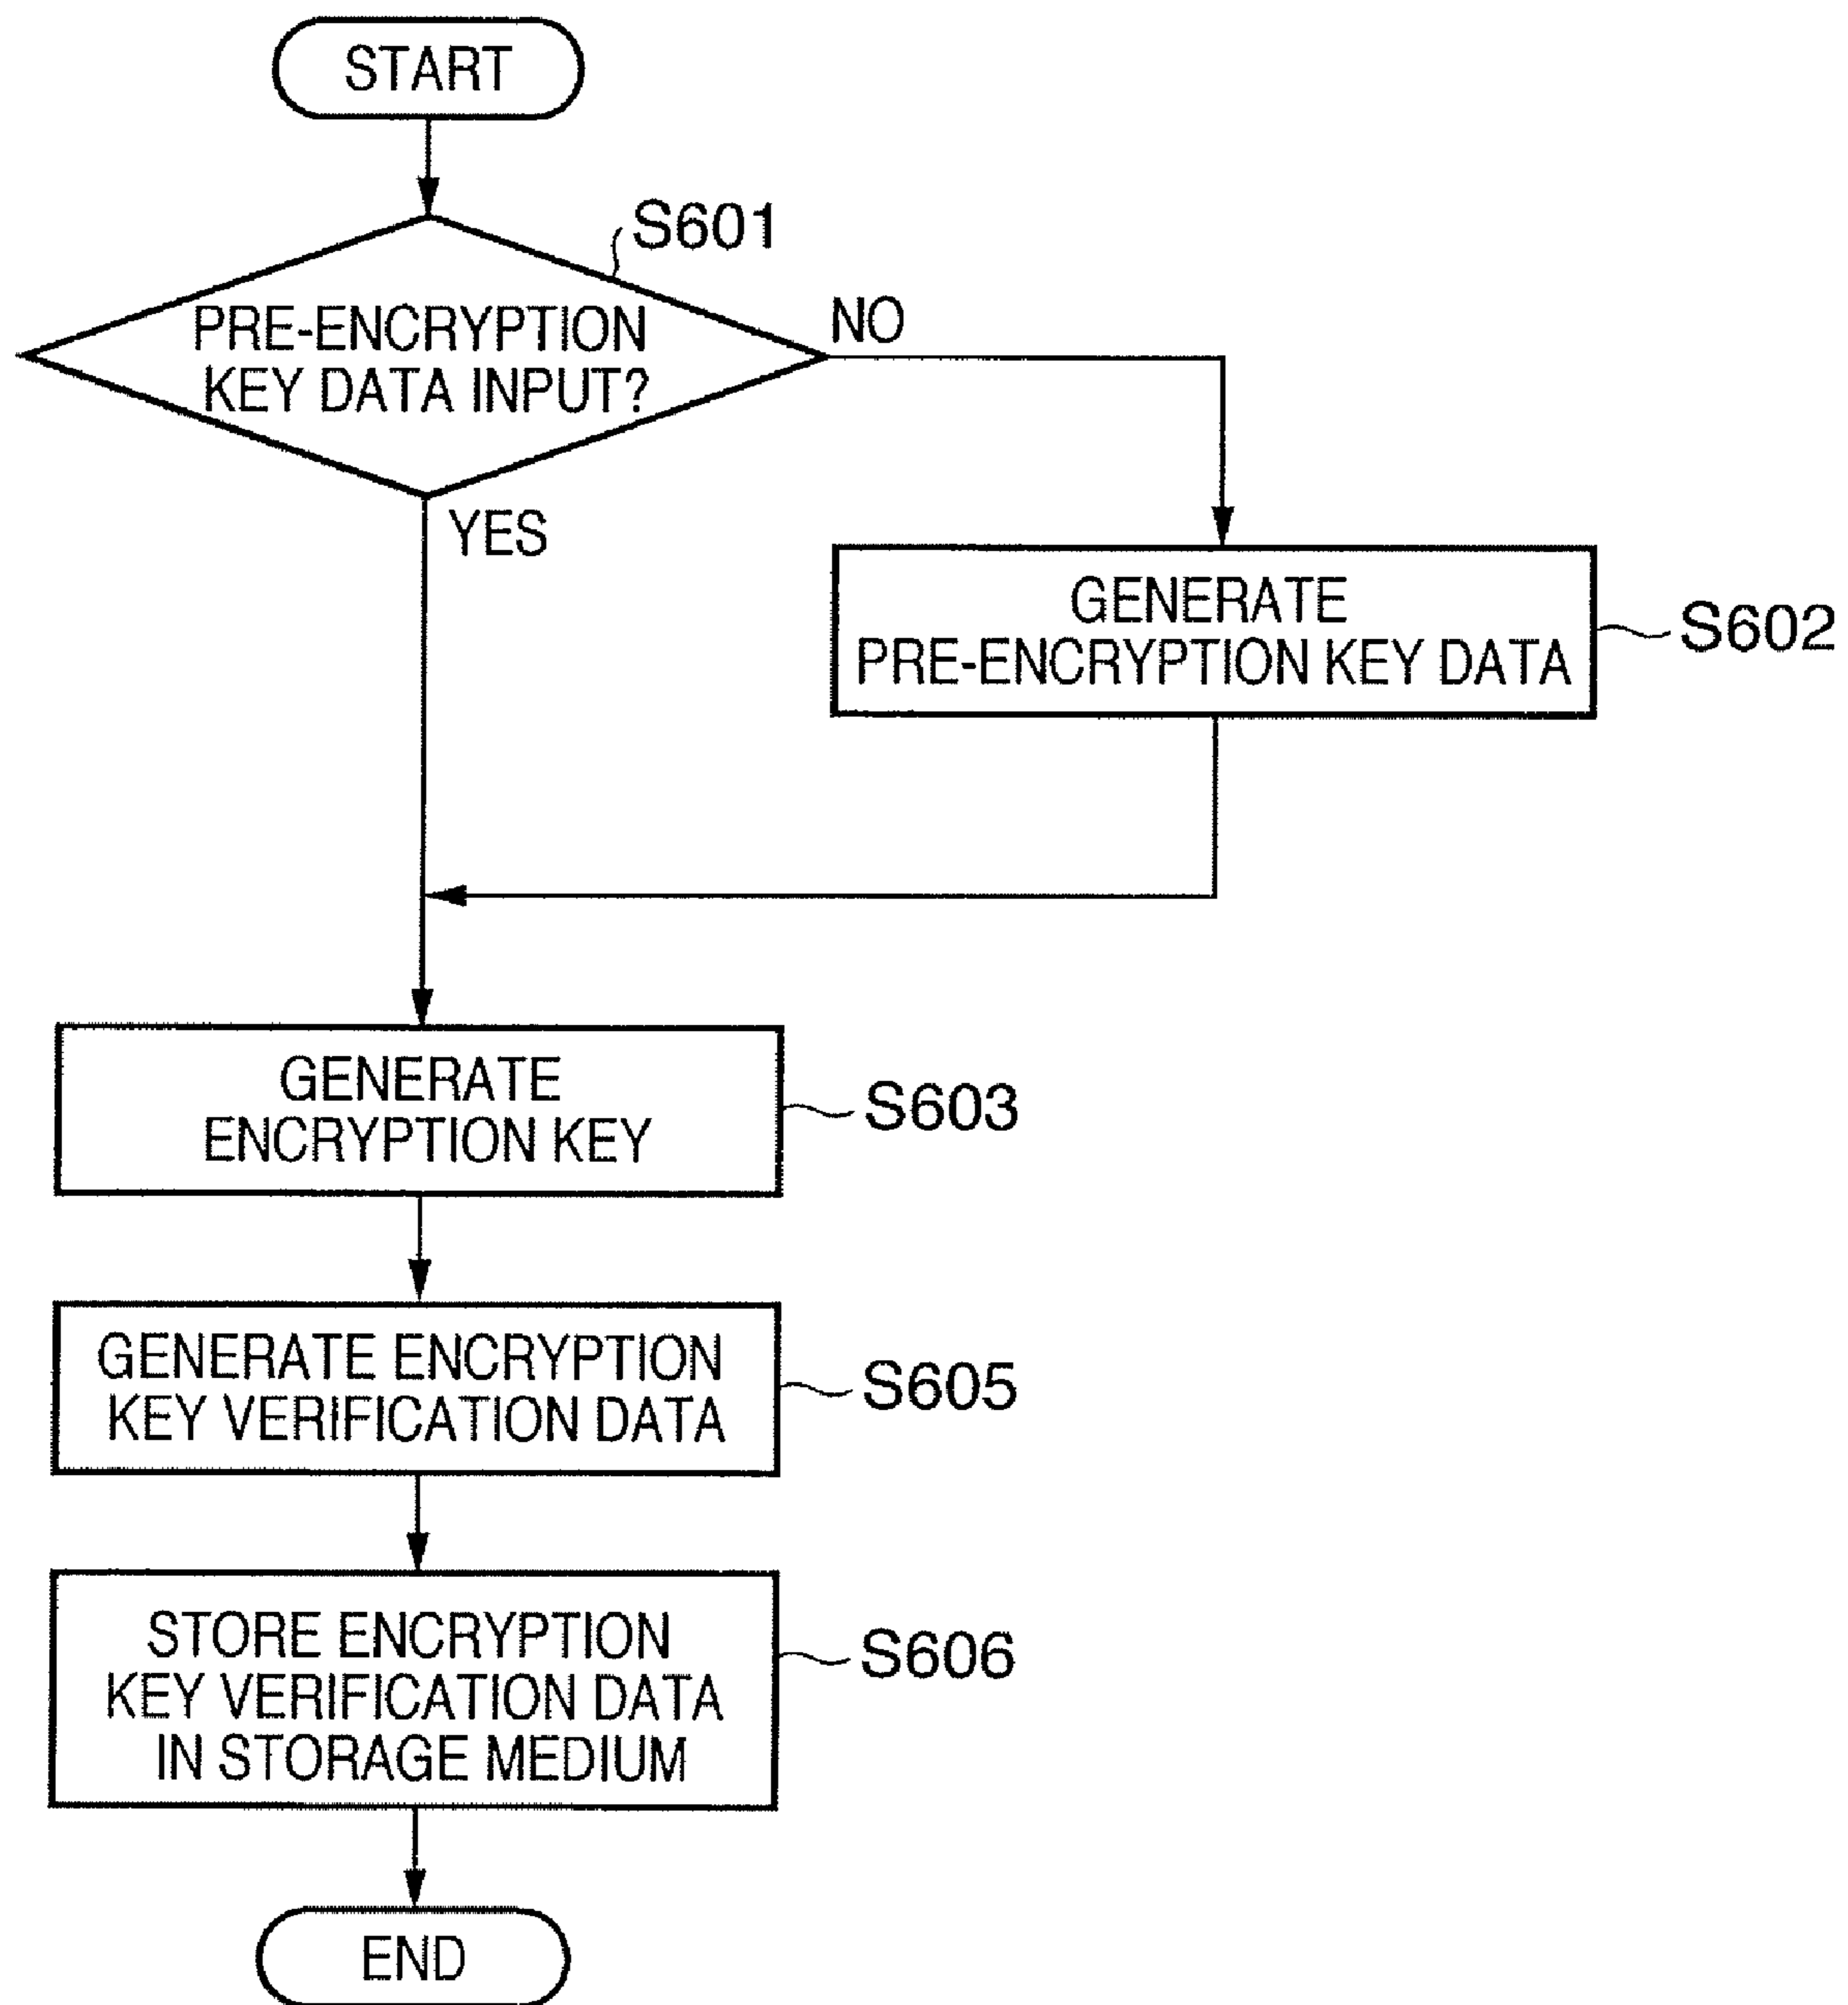 START
S601
PRE-ENCRYPTION
KEY DATA INPUT?
NO
YES
GENERATE
PRE-ENCRYPTION KEY DATA
S602
GENERATE
ENCRYPTION KEY
S603
GENERATE ENCRYPTION
KEY VERIFICATION DATA
S605
STORE ENCRYPTION
KEY VERIFICATION DATA
IN STORAGE MEDIUM
S606
END